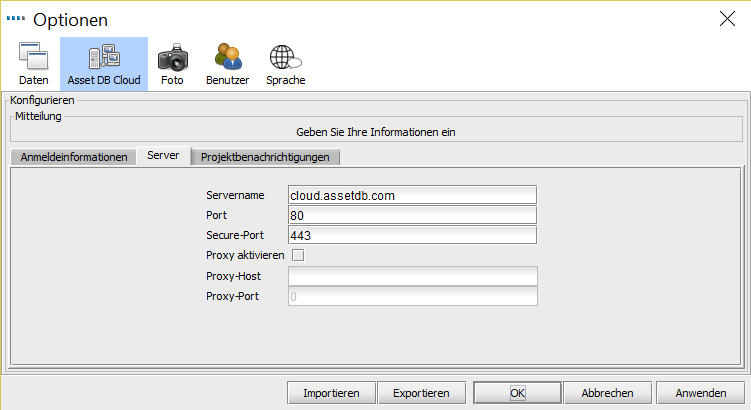 Optionen
Daten Asset DB Cloud Foto Benutzer Sprache
Konfigurieren
Mitteilung
Geben Sie Ihre Informationen ein
Anmeldeinformationen Server Projektbenachrichtigungen
Servername cloud.assetdb.com
Port 80
Secure-Port 443
Proxy aktivieren
Proxy-Host
Proxy-Port 0
Importieren Exportieren OK Abbrechen Anwenden